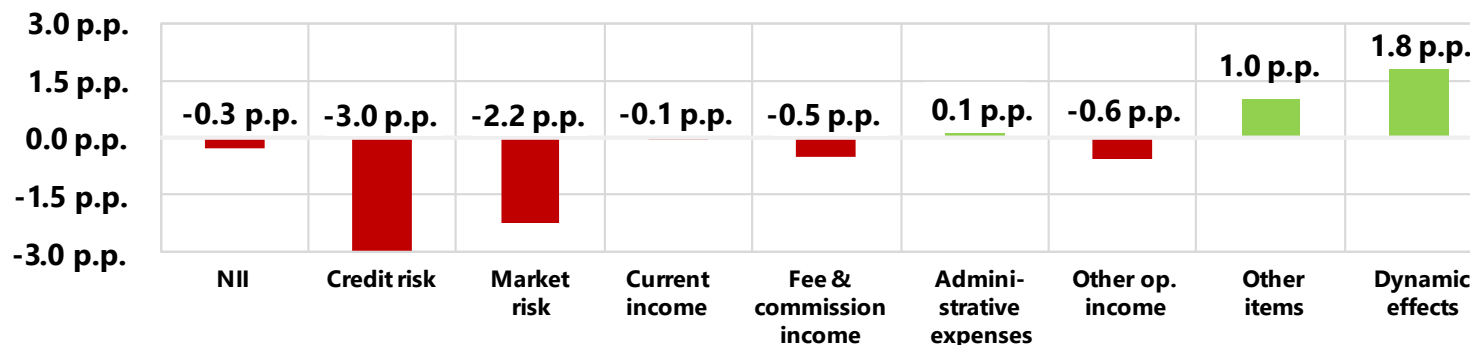 3.0 p.p.
1.5 p.p.
0.0 p.p.
-1.5 p.p.
-3.0 p.p.
-0.3 p.p.
-3.0 p.p.
-2.2 p.p.
-0.1 p.p.
-0.5 p.p.
0.1 p.p.
-0.6 p.p.
1.0 p.p.
1.8 p.p.
NII
Credit risk
Market
risk
Current
income
Fee &
commission
income
Admini-
strative
expenses
Other op.
income
Other
items
Dynamic
effects